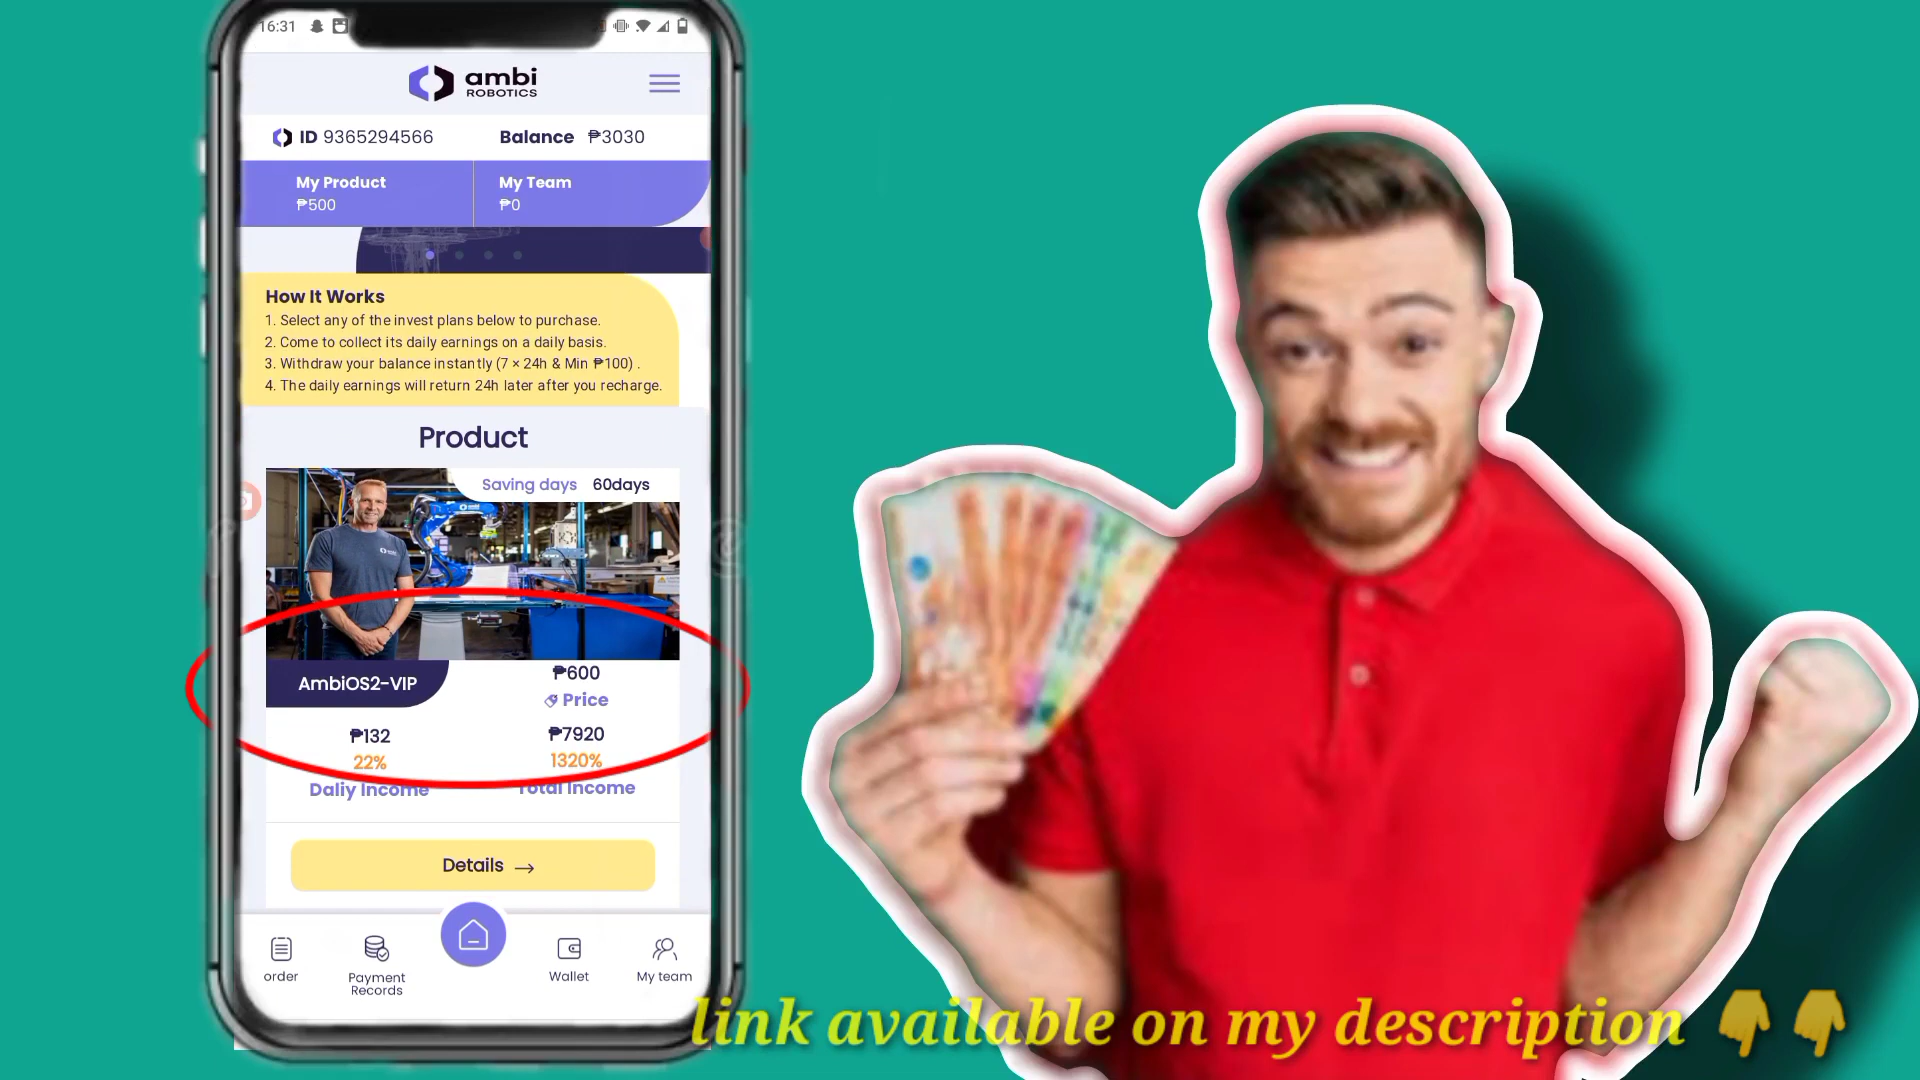 16:31
ambi
ROBOTICS
ID 9365294566
Balance ₱3030
My Product
₱500
My Team
₱0
How It Works
1. Select any of the invest plans below to purchase.
2. Come to collect its daily earnings on a daily basis.
3. Withdraw your balance instantly (7 × 24h & Min ₱100) .
4. The daily earnings will return 24h later after you recharge.
Product
Saving days 60days
AmbiOS2-VIP
₱600
Price
₱132
22%
Daliy Income
₱7920
1320%
Total Income
Details →
order
Payment
Records
Wallet
My team
link available on my description 👇👇